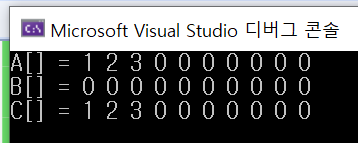 Microsoft Visual Studio 디버그 콘솔
A[] = 1 2 3 0 0 0 0 0 0 0
B[] = 0 0 0 0 0 0 0 0 0 0
C[] = 1 2 3 0 0 0 0 0 0 0